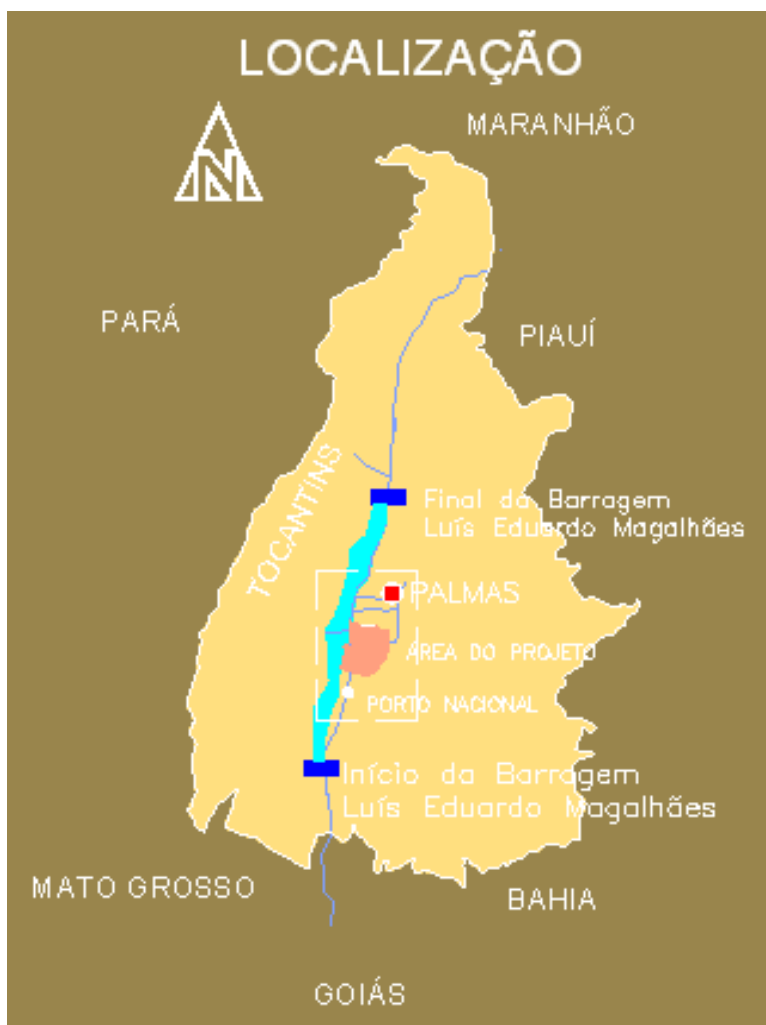 LOCALIZAÇÃO
MARANHÃO
N
PARÁ
PIAUÍ
TOCANTINS
Final da Barragem
Luís Eduardo Magalhães
PALMAS
ÁREA DO PROJETO
PORTO NACIONAL
Início da Barragem
Luís Eduardo Magalhães
MATO GROSSO
BAHIA
GOIÁS